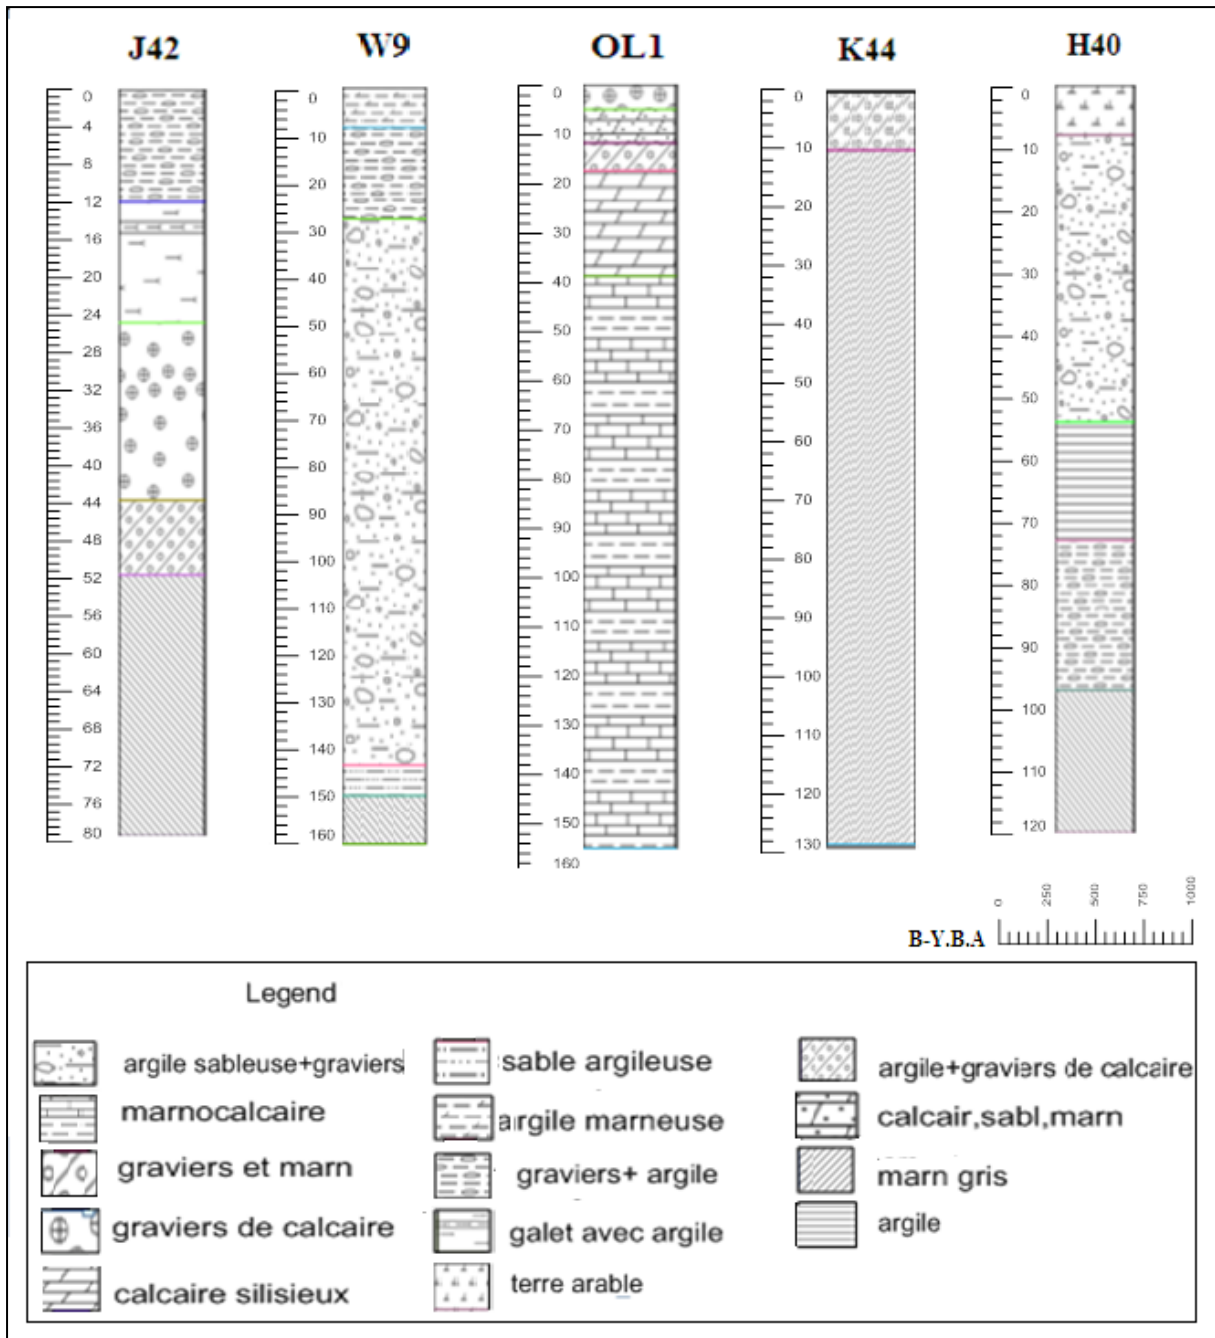 J42 W9 OL1 K44 H40
0 4 8 12 16 20 24 28 32 36 40 44 48 52 56 60 64 68 72 76 80
0 10 20 30 40 50 60 70 80 90 100 110 120 130 140 150 160
0 10 20 30 40 50 60 70 80 90 100 110 120 130 140 150 160
0 10 20 30 40 50 60 70 80 90 100 110 120 130
0 10 20 30 40 50 60 70 80 90 100 110 120
0 250 500 750 1000
B-Y.B.A
Legend
argile sableuse+graviers
marnocalcaire
graviers et marn
graviers de calcaire
calcaire silisieux
sable argileuse
argile marneuse
graviers+ argile
galet avec argile
terre arable
argile+graviers de calcaire
calcair,sabl,marn
marn gris
argile